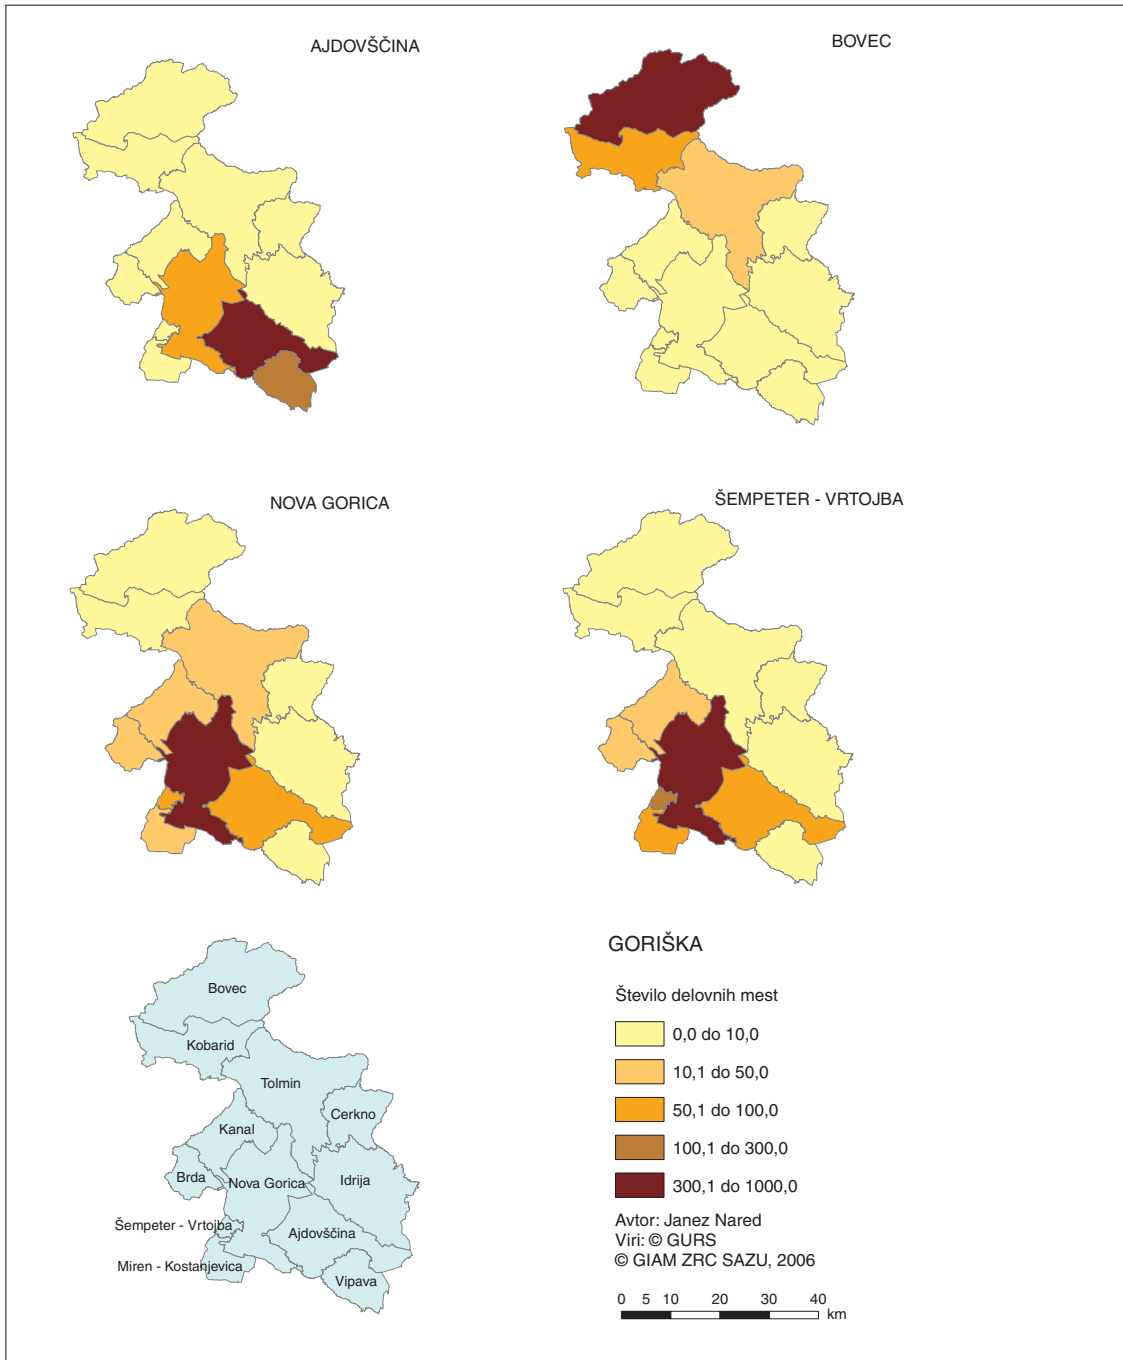 AJDOVŠČINA
BOVEC
NOVA GORICA
ŠEMPETER - VRTOJBA
Bovec
Kobarid
Tolmin
Cerkno
Kanal
Brda
Nova Gorica
Idrija
Šempeter - Vrtojba
Ajdovščina
Miren - Kostanjevica
Vipava
GORIŠKA
Število delovnih mest
0,0 do 10,0
10,1 do 50,0
50,1 do 100,0
100,1 do 300,0
300,1 do 1000,0
Avtor: Janez Nared
Viri: © GURS
© GIAM ZRC SAZU, 2006
0 5 10 20 30 40
km